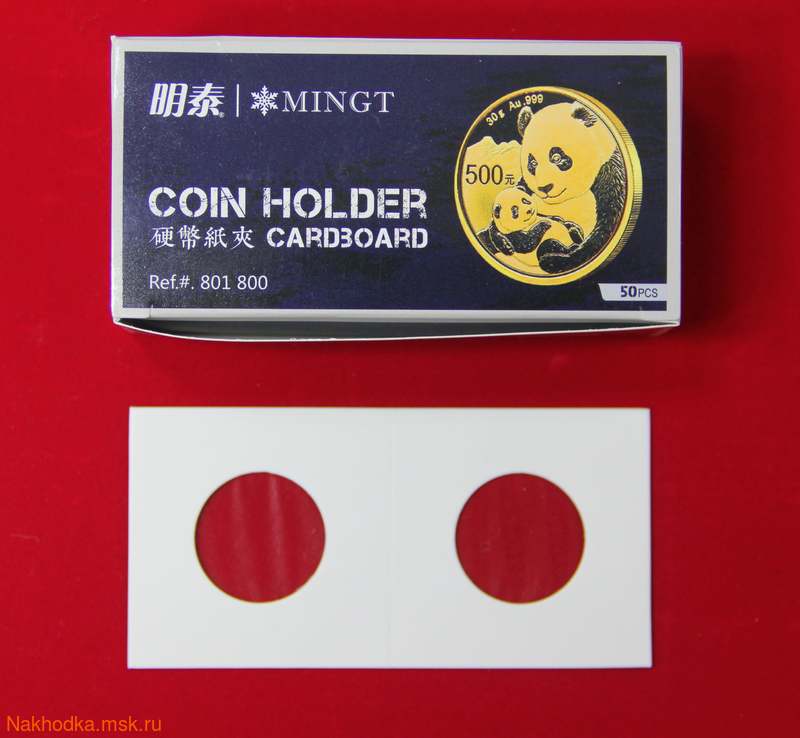 明泰® | MINGT
30g Au .999
500元
COIN HOLDER
硬幣紙夾 CARDBOARD
Ref.#. 801 800
50PCS
Nakhodka.msk.ru